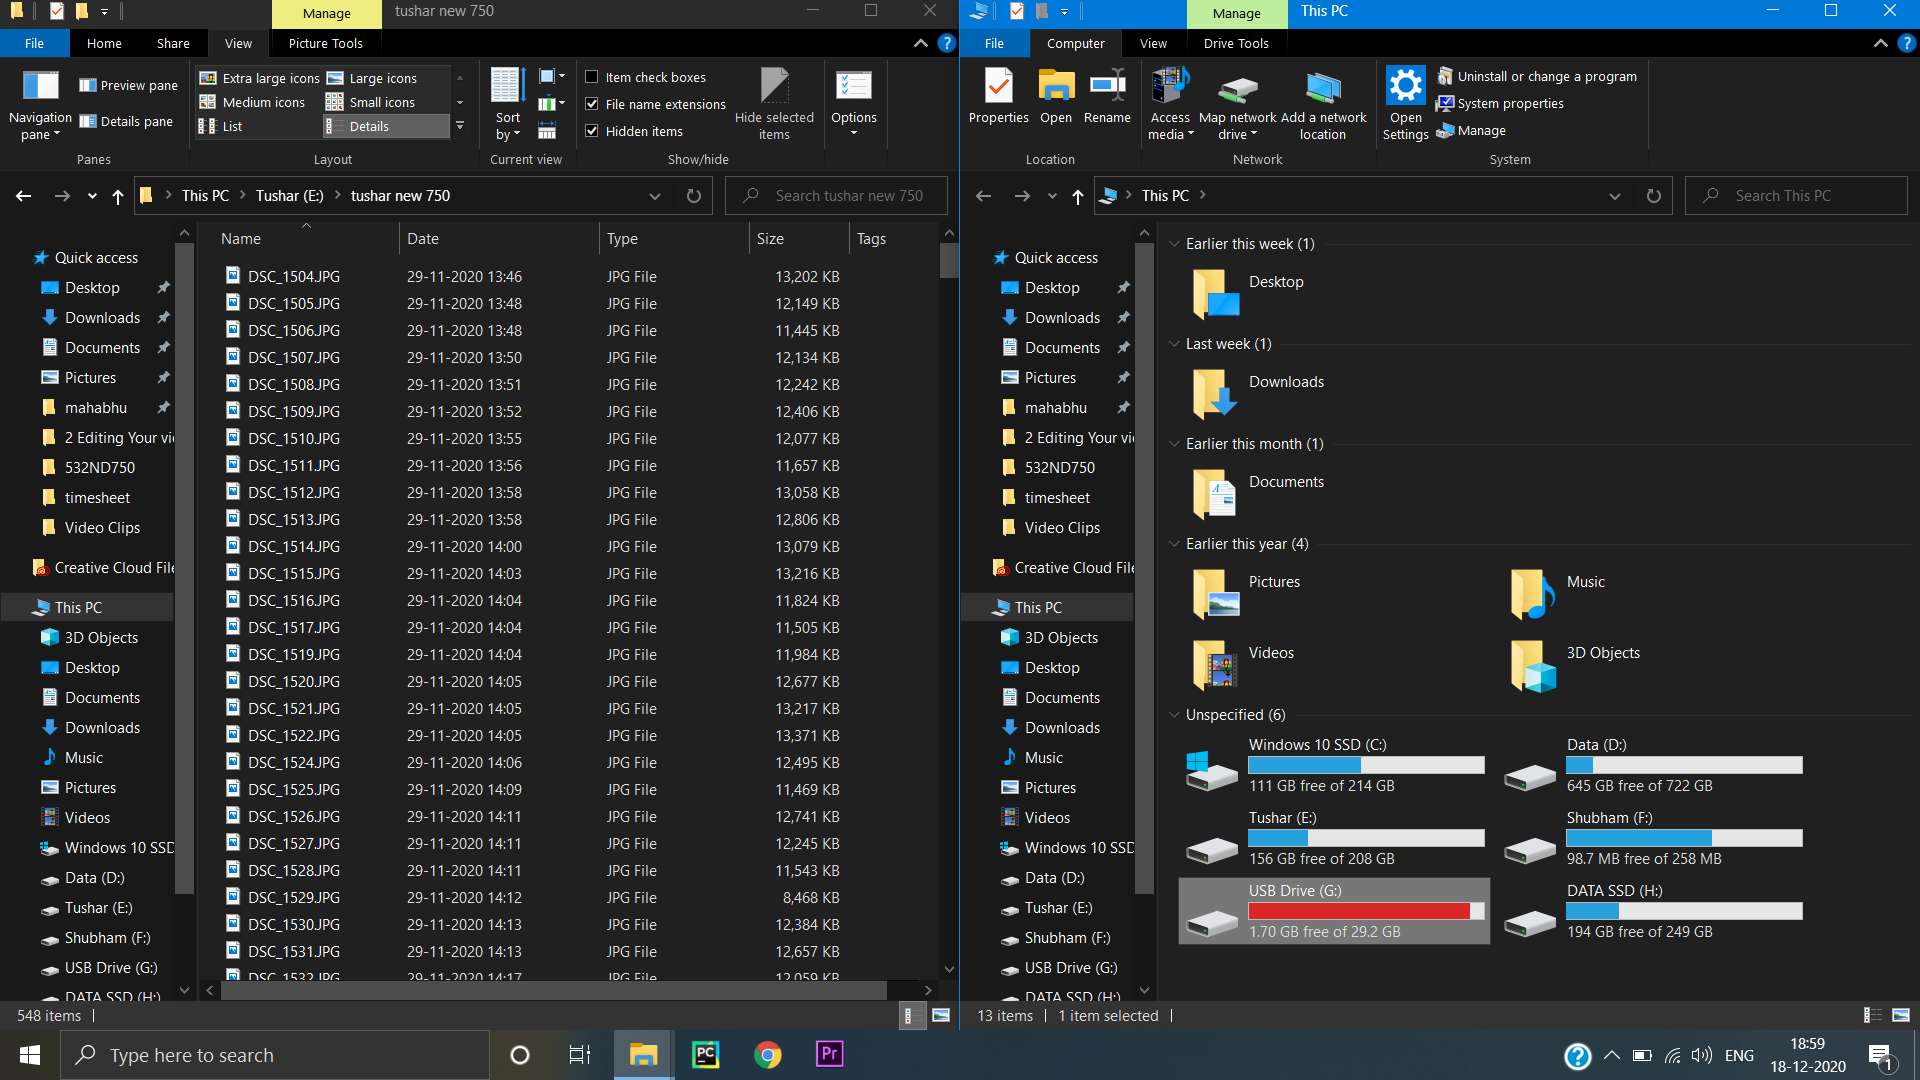 Manage
tushar new 750
File
Home
Share
View
Picture Tools
Navigation pane
Preview pane
Details pane
Panes
Extra large icons
Large icons
Medium icons
Small icons
List
Details
Layout
Sort by
Current view
Item check boxes
File name extensions
Hidden items
Hide selected items
Show/hide
Options
This PC
Tushar (E:)
tushar new 750
Search tushar new 750
Quick access
Desktop
Downloads
Documents
Pictures
mahabhu
2 Editing Your vi
532ND750
timesheet
Video Clips
Creative Cloud File
This PC
3D Objects
Desktop
Documents
Downloads
Music
Pictures
Videos
Windows 10 SSD
Data (D:)
Tushar (E:)
Shubham (F:)
USB Drive (G:)
DATA SSD (H:)
Name Date Type Size Tags
DSC_1504.JPG 29-11-2020 13:46 JPG File 13,202 KB
DSC_1505.JPG 29-11-2020 13:48 JPG File 12,149 KB
DSC_1506.JPG 29-11-2020 13:48 JPG File 11,445 KB
DSC_1507.JPG 29-11-2020 13:50 JPG File 12,134 KB
DSC_1508.JPG 29-11-2020 13:51 JPG File 12,242 KB
DSC_1509.JPG 29-11-2020 13:52 JPG File 12,406 KB
DSC_1510.JPG 29-11-2020 13:55 JPG File 12,077 KB
DSC_1511.JPG 29-11-2020 13:56 JPG File 11,657 KB
DSC_1512.JPG 29-11-2020 13:58 JPG File 13,058 KB
DSC_1513.JPG 29-11-2020 13:58 JPG File 12,806 KB
DSC_1514.JPG 29-11-2020 14:00 JPG File 13,079 KB
DSC_1515.JPG 29-11-2020 14:03 JPG File 13,216 KB
DSC_1516.JPG 29-11-2020 14:04 JPG File 11,824 KB
DSC_1517.JPG 29-11-2020 14:04 JPG File 11,505 KB
DSC_1519.JPG 29-11-2020 14:04 JPG File 11,984 KB
DSC_1520.JPG 29-11-2020 14:05 JPG File 12,677 KB
DSC_1521.JPG 29-11-2020 14:05 JPG File 13,217 KB
DSC_1522.JPG 29-11-2020 14:05 JPG File 13,371 KB
DSC_1524.JPG 29-11-2020 14:06 JPG File 12,495 KB
DSC_1525.JPG 29-11-2020 14:09 JPG File 11,469 KB
DSC_1526.JPG 29-11-2020 14:11 JPG File 12,741 KB
DSC_1527.JPG 29-11-2020 14:11 JPG File 12,245 KB
DSC_1528.JPG 29-11-2020 14:11 JPG File 11,543 KB
DSC_1529.JPG 29-11-2020 14:12 JPG File 8,468 KB
DSC_1530.JPG 29-11-2020 14:13 JPG File 12,384 KB
DSC_1531.JPG 29-11-2020 14:13 JPG File 12,657 KB
DSC_1532.JPG 29-11-2020 14:17 JPG File 12,059 KB
548 items
Manage
This PC
File
Computer
View
Drive Tools
Properties
Open
Rename
Location
Access media
Map network drive
Add a network location
Network
Open Settings
Uninstall or change a program
System properties
Manage
System
This PC
Search This PC
Quick access
Desktop
Downloads
Documents
Pictures
mahabhu
2 Editing Your vi
532ND750
timesheet
Video Clips
Creative Cloud File
This PC
3D Objects
Desktop
Documents
Downloads
Music
Pictures
Videos
Windows 10 SSD
Data (D:)
Tushar (E:)
Shubham (F:)
USB Drive (G:)
DATA SSD (H:)
Earlier this week (1)
Desktop
Last week (1)
Downloads
Earlier this month (1)
Documents
Earlier this year (4)
Pictures
Music
Videos
3D Objects
Unspecified (6)
Windows 10 SSD (C:)
111 GB free of 214 GB
Data (D:)
645 GB free of 722 GB
Tushar (E:)
156 GB free of 208 GB
Shubham (F:)
98.7 MB free of 258 MB
USB Drive (G:)
1.70 GB free of 29.2 GB
DATA SSD (H:)
194 GB free of 249 GB
13 items
1 item selected
Type here to search
PC
Pr
ENG
18:59
18-12-2020
1